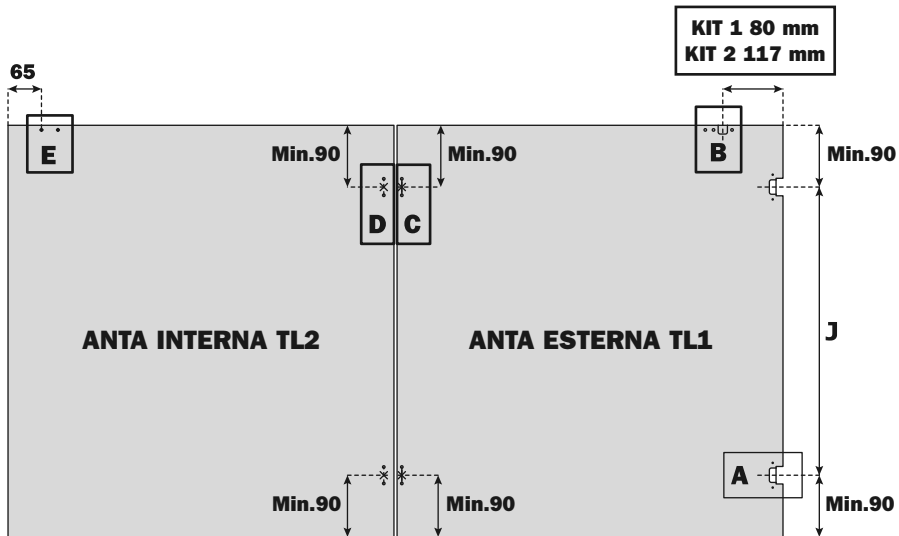 KIT 1 80 mm
KIT 2 117 mm
65
E
Min.90
Min.90
B
Min.90
D
C
ANTA INTERNA TL2
ANTA ESTERNA TL1
J
A
Min.90
Min.90
Min.90